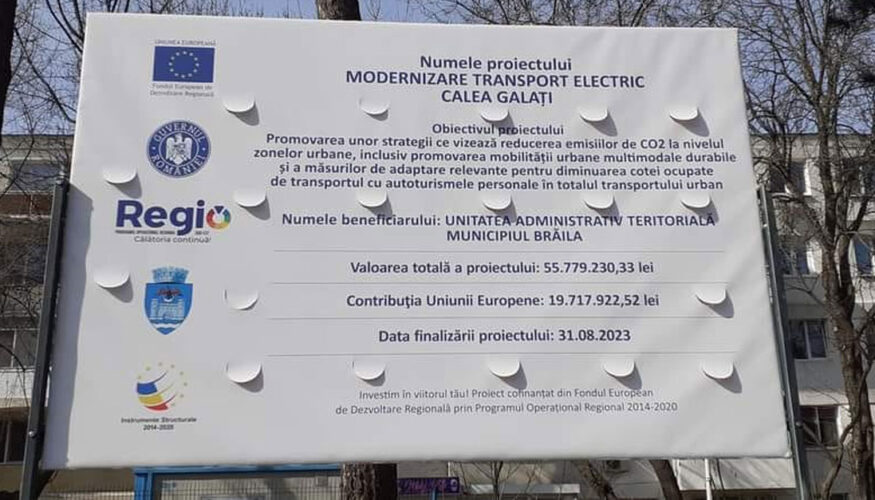 UNIUNEA EUROPEANĂ
Fondul European de
Dezvoltare Regională
GUVERNUL ROMÂNIEI
Regio
PROGRAMUL OPERAȚIONAL REGIONAL
Călătoria continuă!
Instrumente Structurale
2014-2020
Numele proiectului
MODERNIZARE TRANSPORT ELECTRIC
CALEA GALAȚI
Obiectivul proiectului
Promovarea unor strategii ce vizează reducerea emisiilor de CO2 la nivelul
zonelor urbane, inclusiv promovarea mobilității urbane multimodale durabile
și a măsurilor de adaptare relevante pentru diminuarea cotei ocupate
de transportul cu autoturismele personale în totalul transportului urban
Numele beneficiarului: UNITATEA ADMINISTRATIV TERITORIALĂ
MUNICIPIUL BRĂILA
Valoarea totală a proiectului: 55.779.230,33 lei
Contribuţia Uniunii Europene: 19.717.922,52 lei
Data finalizării proiectului: 31.08.2023
Investim în viitorul tău! Proiect cofinanțat din Fondul European
de Dezvoltare Regională prin Programul Operațional Regional 2014-2020